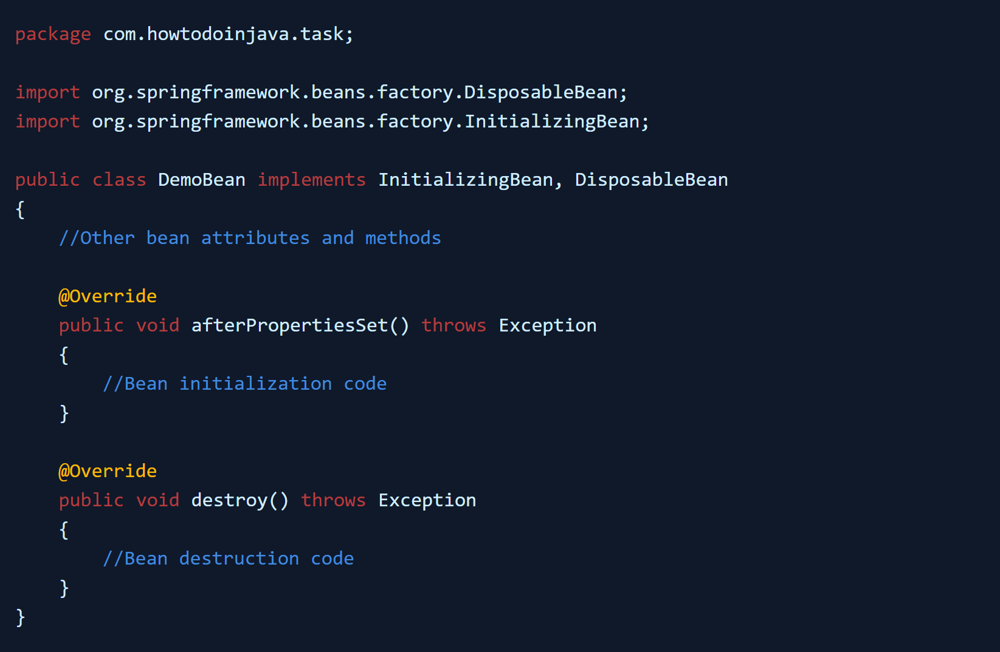 package com.howtodoinjava.task;
import org.springframework.beans.factory.DisposableBean;
import org.springframework.beans.factory.InitializingBean;
public class DemoBean implements InitializingBean, DisposableBean
{
//Other bean attributes and methods
@Override
public void afterPropertiesSet() throws Exception
{
//Bean initialization code
}
@Override
public void destroy() throws Exception
{
//Bean destruction code
}
}